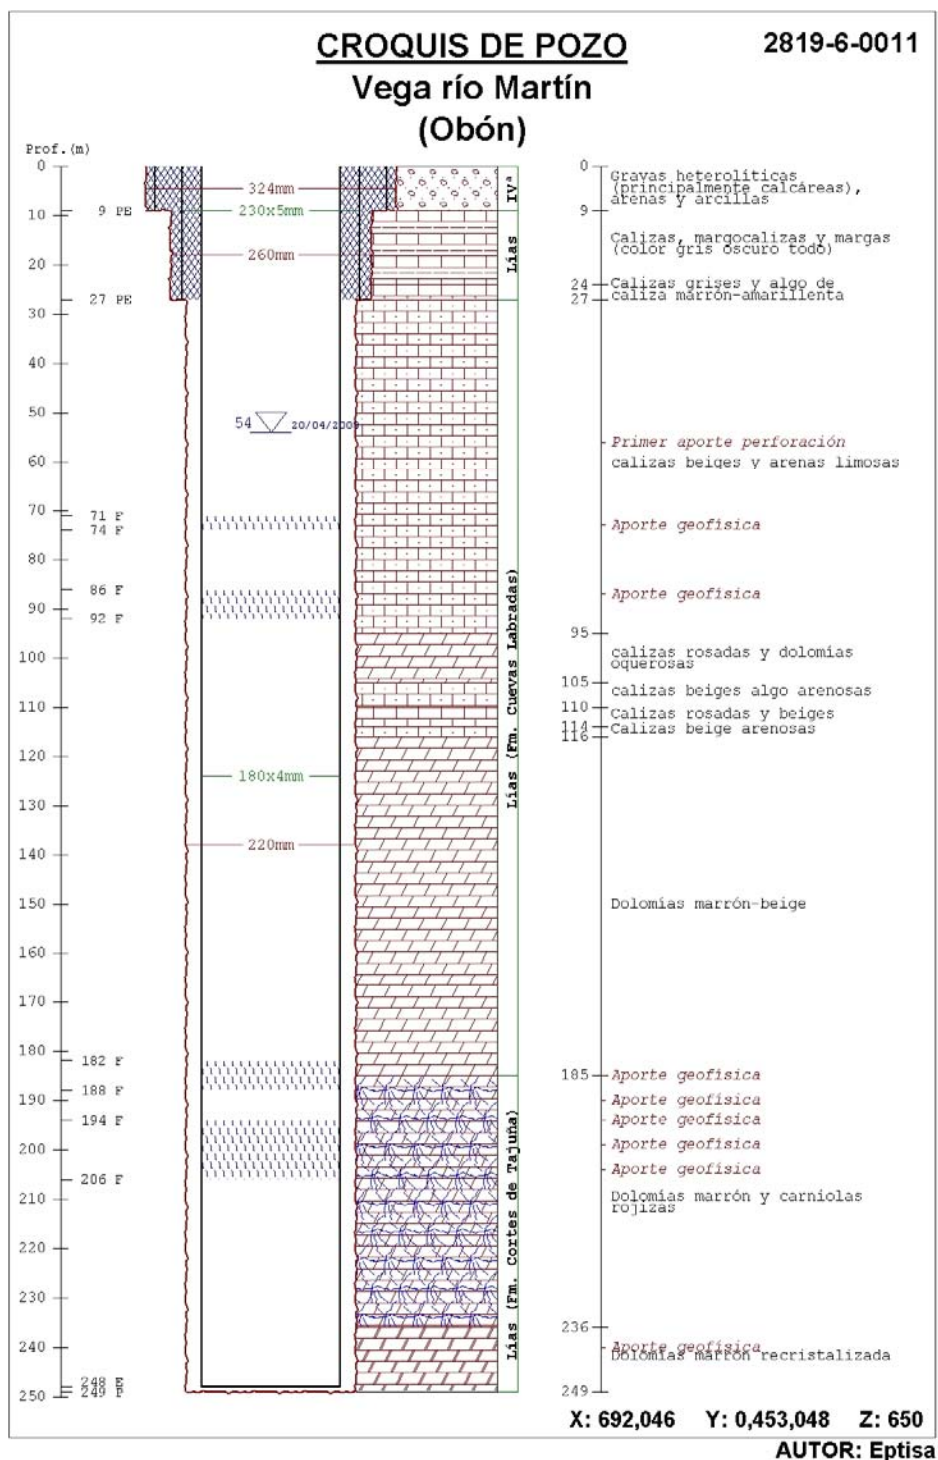 CROQUIS DE POZO
2819-6-0011
Vega río Martín
(Obón)
Prof.(m)
0
10
20
30
40
50
60
70
80
90
100
110
120
130
140
150
160
170
180
190
200
210
220
230
240
250
9 PE
27 PE
71 F
74 F
86 F
92 F
182 F
188 F
194 F
206 F
248 E
249 P
324mm
230x5mm
260mm
54
20/04/2009
180x4mm
220mm
IVª
Lías
Lías (Fm. Cuevas Labradas)
Lías (Fm. Cortes de Tajuña)
0
Gravas heterolíticas
(principalmente calcáreas),
arenas y arcillas
9
Calizas, margocalizas y margas
(color gris oscuro todo)
24
Calizas grises y algo de
27
caliza marrón-amarillenta
Primer aporte perforación
calizas beiges y arenas limosas
Aporte geofísica
Aporte geofísica
95
calizas rosadas y dolomías
oquerosas
105
calizas beiges algo arenosas
110
Calizas rosadas y beiges
114
Calizas beige arenosas
116
Dolomías marrón-beige
185
Aporte geofísica
Aporte geofísica
Aporte geofísica
Aporte geofísica
Aporte geofísica
Dolomías marrón y carniolas
rojizas
236
Aporte geofísica
Dolomías marrón recristalizada
249
X: 692,046 Y: 0,453,048 Z: 650
AUTOR: Eptisa